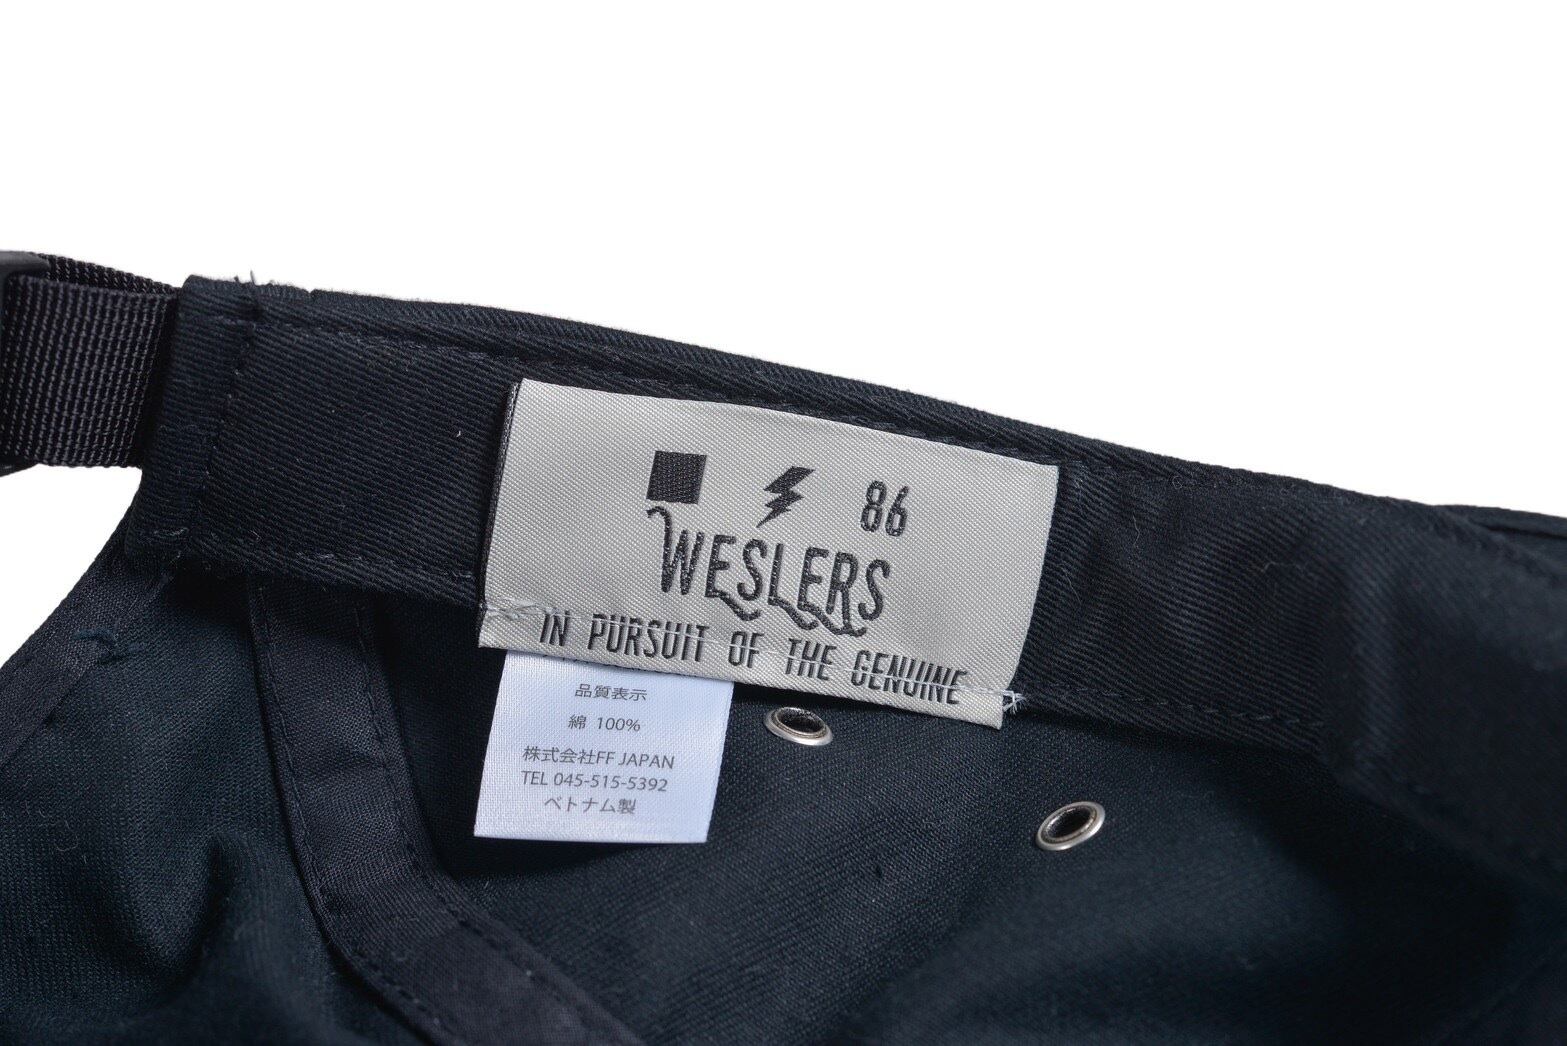 86
WESLERS
IN PURSUIT OF THE GENUINE
品質表示
綿 100%
株式会社FF JAPAN
TEL 045-515-5392
ベトナム製